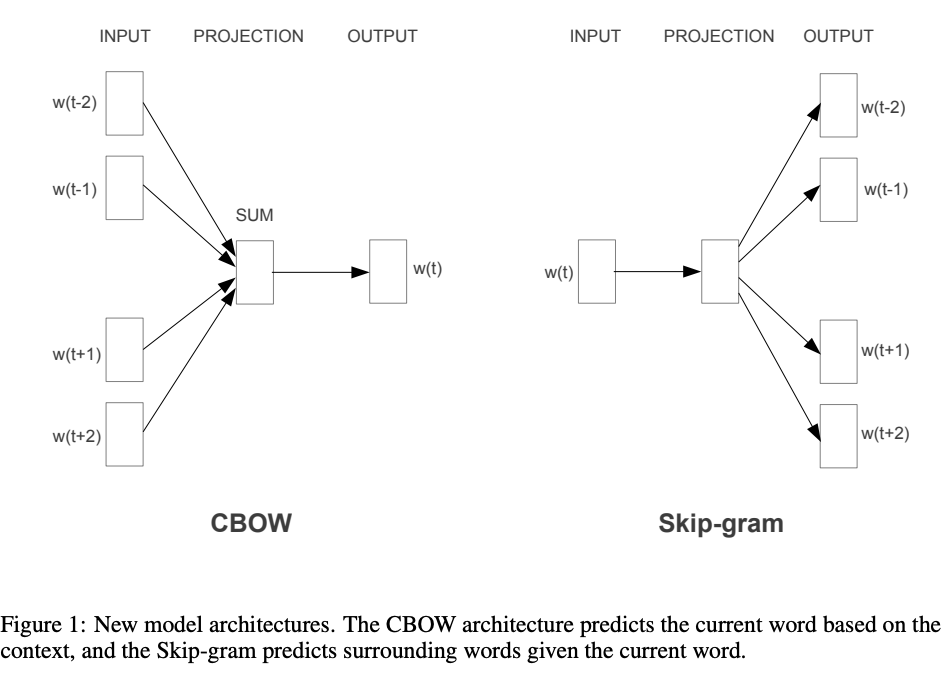 INPUT PROJECTION OUTPUT
w(t-2)
w(t-1)
SUM
w(t)
w(t+1)
w(t+2)
CBOW
INPUT PROJECTION OUTPUT
w(t-2)
w(t-1)
w(t)
w(t+1)
w(t+2)
Skip-gram
Figure 1: New model architectures. The CBOW architecture predicts the current word based on the
context, and the Skip-gram predicts surrounding words given the current word.